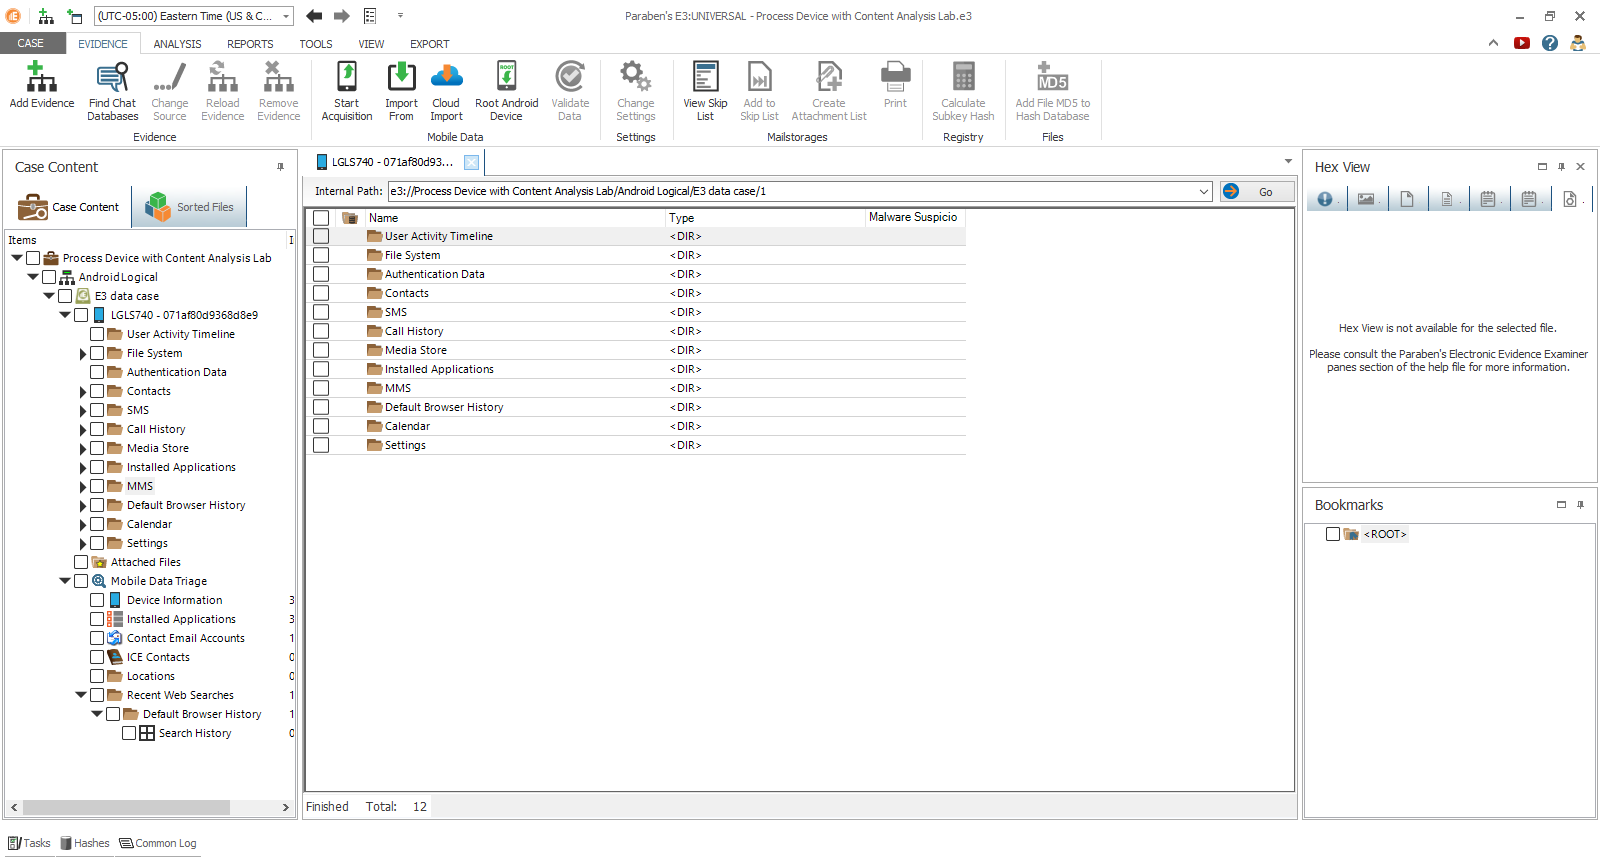 (UTC-05:00) Eastern Time (US & C...
Paraben's E3:UNIVERSAL - Process Device with Content Analysis Lab.e3
CASE EVIDENCE ANALYSIS REPORTS TOOLS VIEW EXPORT
Add Evidence
Find Chat Databases
Change Source
Reload Evidence
Remove Evidence
Evidence
Start Acquisition
Import From
Cloud Import
Root Android Device
Validate Data
Mobile Data
Change Settings
Settings
View Skip List
Add to Skip List
Create Attachment List
Print
Mailstorages
Calculate Subkey Hash
Registry
Add File MD5 to Hash Database
Files
Case Content
Case Content
Sorted Files
Items
Process Device with Content Analysis Lab
Android Logical
E3 data case
LGLS740 - 071af80d9368d8e9
User Activity Timeline
File System
Authentication Data
Contacts
SMS
Call History
Media Store
Installed Applications
MMS
Default Browser History
Calendar
Settings
Attached Files
Mobile Data Triage
Device Information 3
Installed Applications 3
Contact Email Accounts 1
ICE Contacts 0
Locations 0
Recent Web Searches 1
Default Browser History 1
Search History 0
LGLS740 - 071af80d93...
Internal Path: e3://Process Device with Content Analysis Lab/Android Logical/E3 data case/1 Go
Name Type Malware Suspicio
User Activity Timeline <DIR>
File System <DIR>
Authentication Data <DIR>
Contacts <DIR>
SMS <DIR>
Call History <DIR>
Media Store <DIR>
Installed Applications <DIR>
MMS <DIR>
Default Browser History <DIR>
Calendar <DIR>
Settings <DIR>
Finished Total: 12
Hex View
Hex View is not available for the selected file.
Please consult the Paraben's Electronic Evidence Examiner
panes section of the help file for more information.
Bookmarks
<ROOT>
Tasks Hashes Common Log